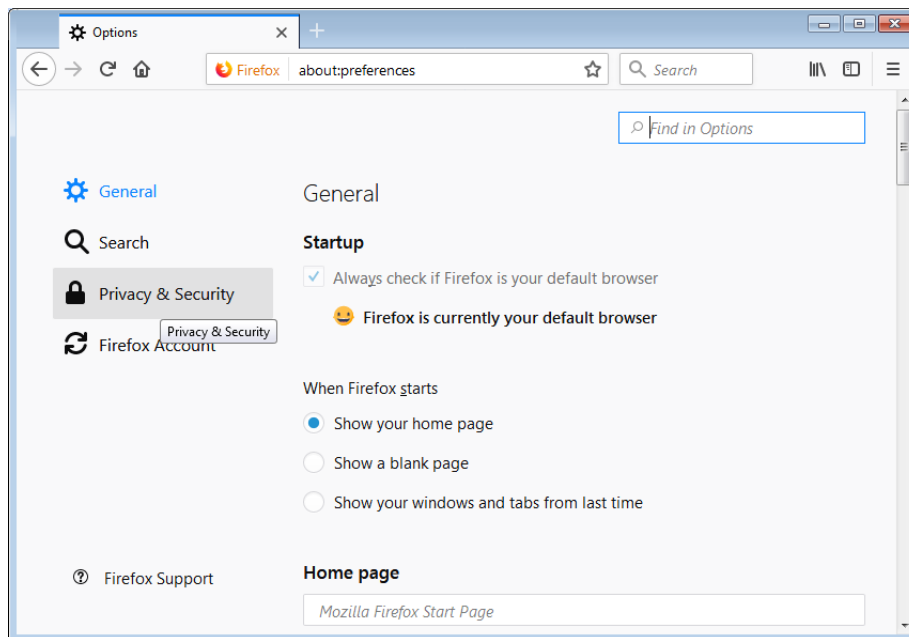 Options
Firefox about:preferences Search
Find in Options
General
Search
Privacy & Security
Privacy & Security
Firefox Account
Firefox Support
General
Startup
Always check if Firefox is your default browser
Firefox is currently your default browser
When Firefox starts
Show your home page
Show a blank page
Show your windows and tabs from last time
Home page
Mozilla Firefox Start Page